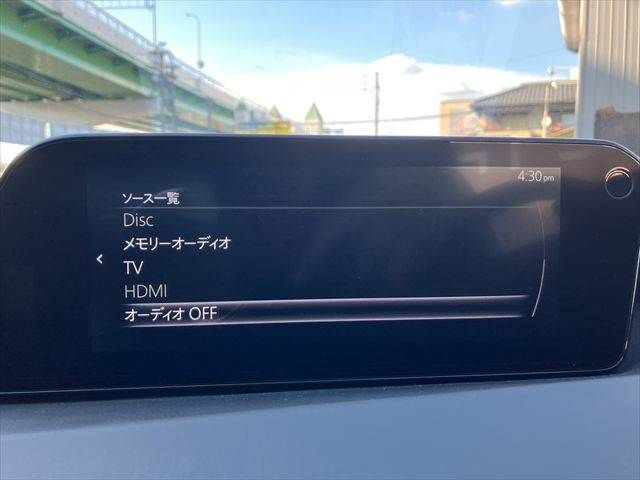 4:30pm
ソース一覧
Disc
メモリーオーディオ
TV
HDMI
オーディオ OFF